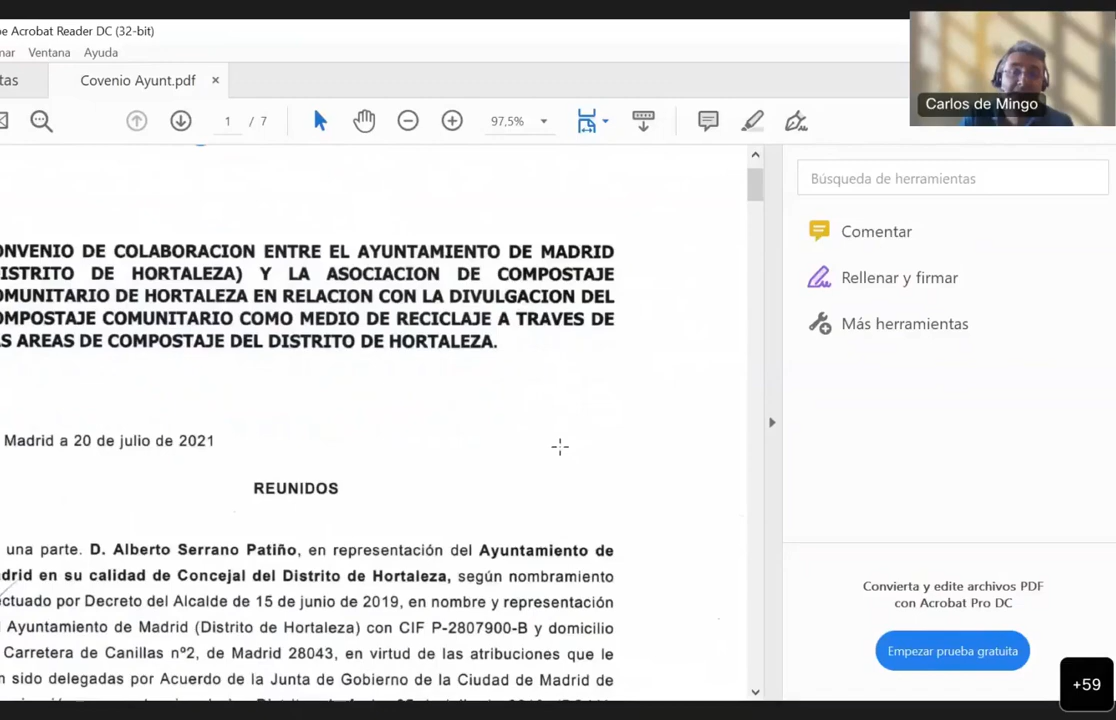 e Acrobat Reader DC (32-bit)
nar Ventana Ayuda
tas
Covenio Ayunt.pdf ×
1 / 7
97,5%
Carlos de Mingo
Búsqueda de herramientas
Comentar
Rellenar y firmar
Más herramientas
ONVENIO DE COLABORACION ENTRE EL AYUNTAMIENTO DE MADRID
ISTRITO DE HORTALEZA) Y LA ASOCIACION DE COMPOSTAJE
OMUNITARIO DE HORTALEZA EN RELACION CON LA DIVULGACION DEL
OMPOSTAJE COMUNITARIO COMO MEDIO DE RECICLAJE A TRAVES DE
S AREAS DE COMPOSTAJE DEL DISTRITO DE HORTALEZA.
Madrid a 20 de julio de 2021
REUNIDOS
una parte. D. Alberto Serrano Patiño, en representación del Ayuntamiento de
drid en su calidad de Concejal del Distrito de Hortaleza, según nombramiento
ectuado por Decreto del Alcalde de 15 de junio de 2019, en nombre y representación
l Ayuntamiento de Madrid (Distrito de Hortaleza) con CIF P-2807900-B y domicilio
Carretera de Canillas nº2, de Madrid 28043, en virtud de las atribuciones que le
n sido delegadas por Acuerdo de la Junta de Gobierno de la Ciudad de Madrid de
Convierta y edite archivos PDF
con Acrobat Pro DC
Empezar prueba gratuita
+59